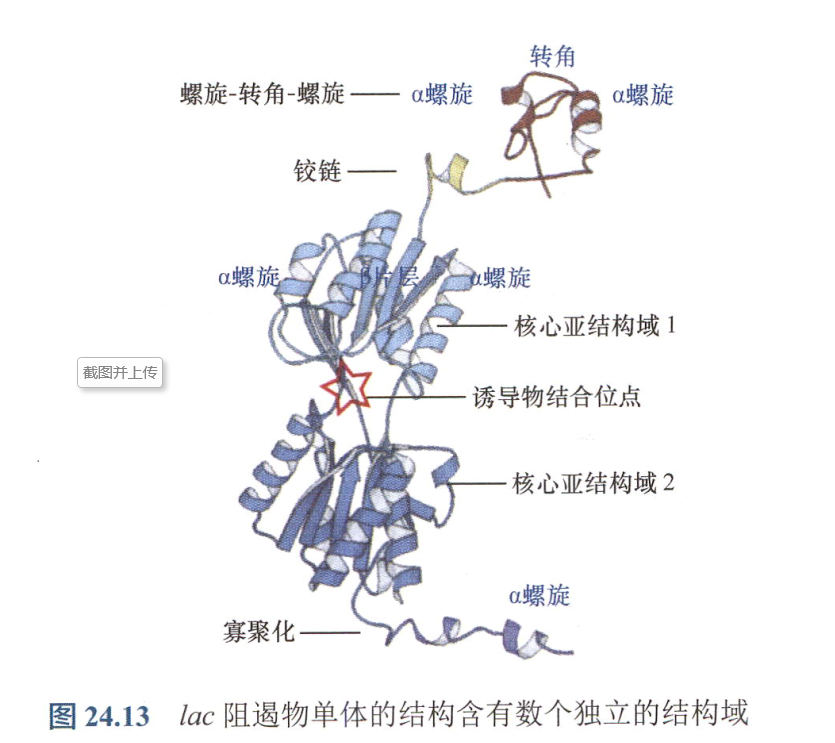 转角
螺旋-转角-螺旋
α螺旋
α螺旋
铰链
α螺旋
β片层
α螺旋
核心亚结构域 1
截图并上传
诱导物结合位点
核心亚结构域 2
α螺旋
寡聚化
图 24.13 lac 阻遏物单体的结构含有数个独立的结构域